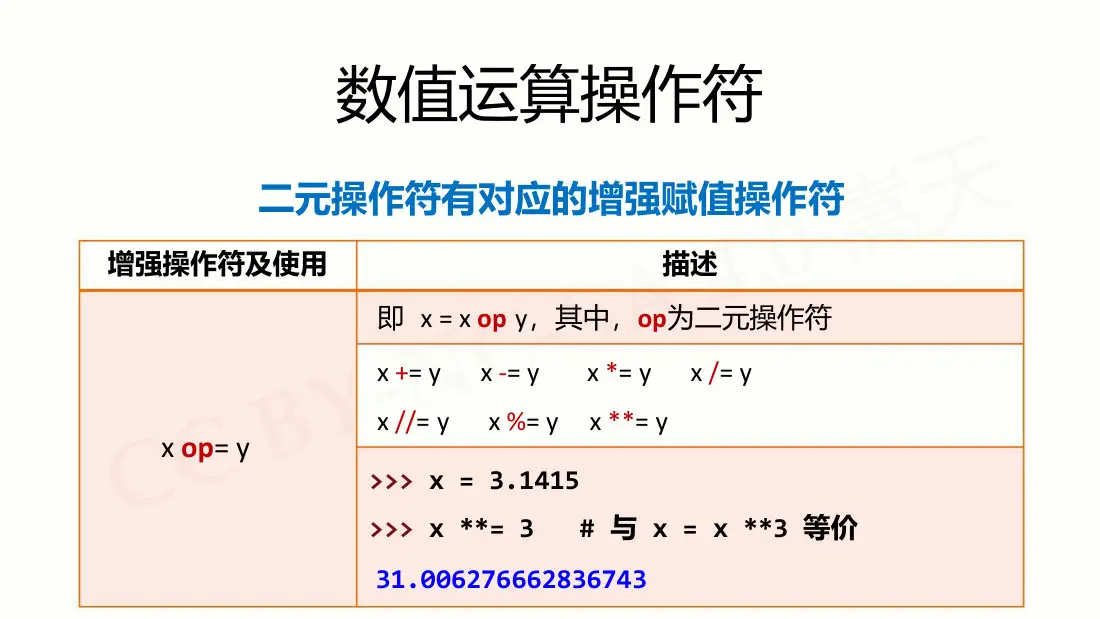 数值运算操作符
二元操作符有对应的增强赋值操作符
增强操作符及使用
描述
x op= y
即 x = x op y，其中，op为二元操作符
x += y x -= y x *= y x /= y
x //= y x %= y x **= y
>>> x = 3.1415
>>> x **= 3 # 与 x = x **3 等价
31.006276662836743